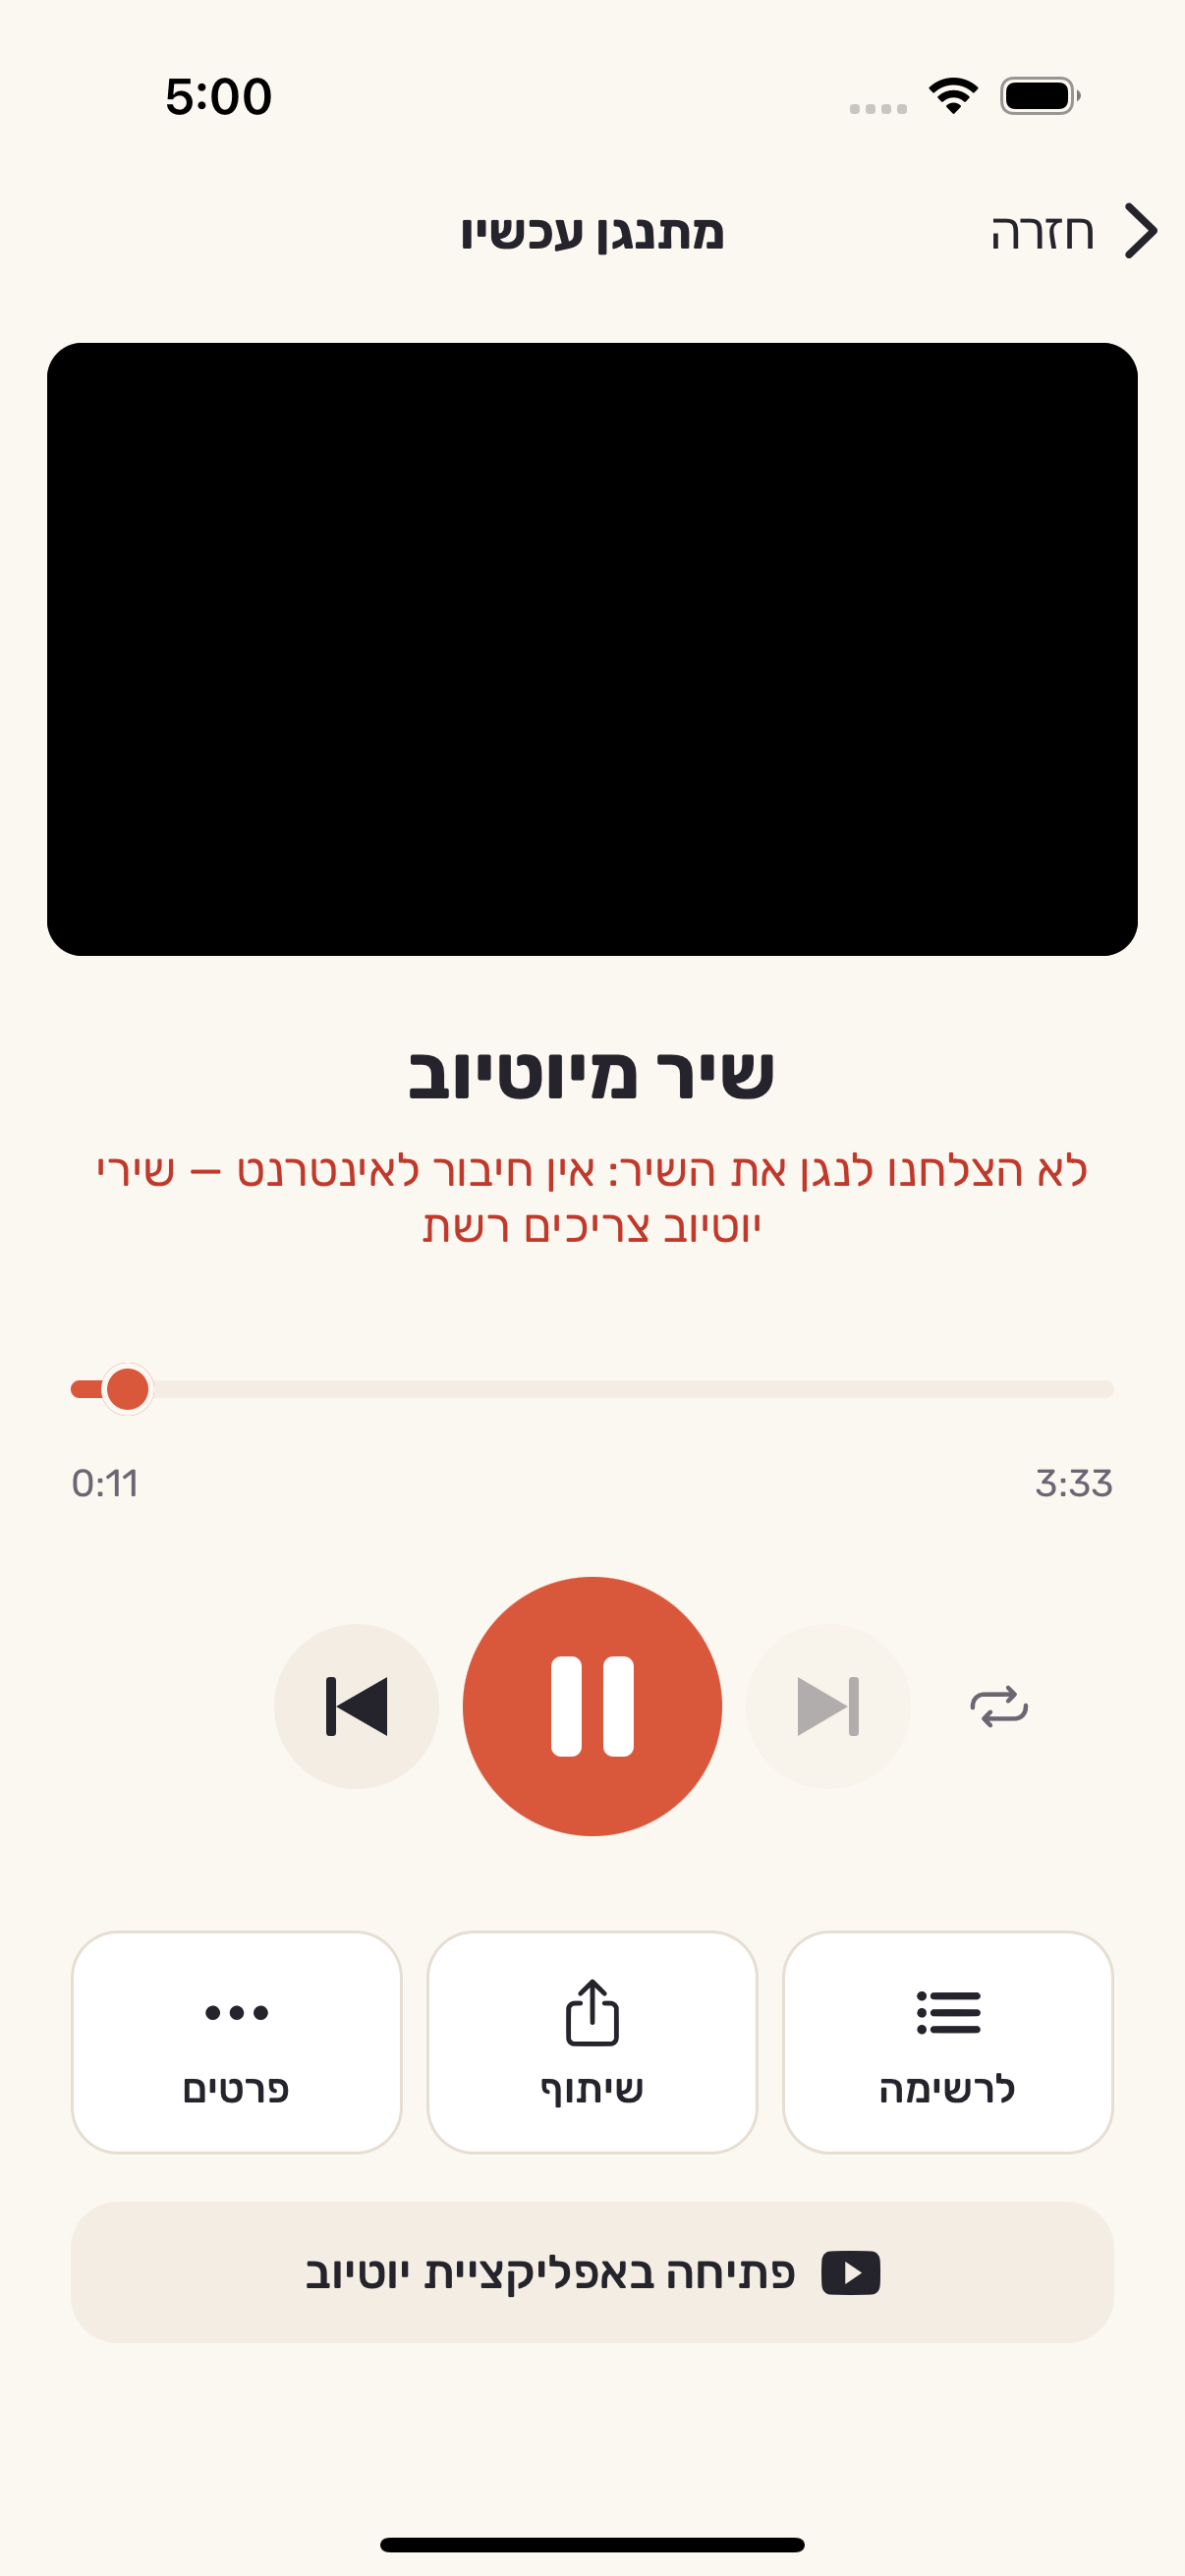 5:00
חזרה
מתנגן עכשיו
שיר מיוטיוב
לא הצלחנו לנגן את השיר: אין חיבור לאינטרנט – שירי
יוטיוב צריכים רשת
0:11
3:33
לרשימה
שיתוף
פרטים
פתיחה באפליקציית יוטיוב